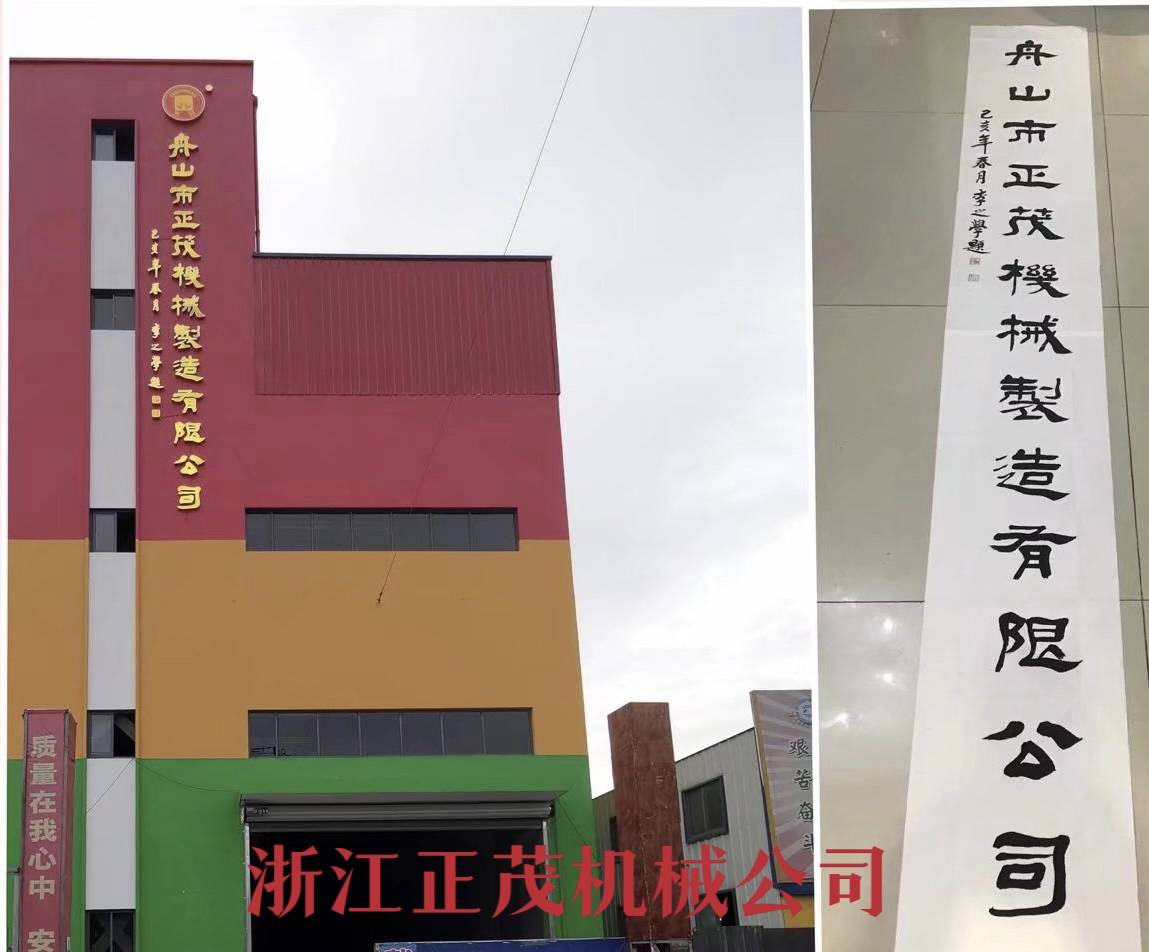 舟山市正茂機械製造有限公司
己亥年春月李之學題
质量在我心中 安
艰苦奋斗
浙江正茂机械公司
舟山市正茂機械製造有限公司
己亥年春月李之學題